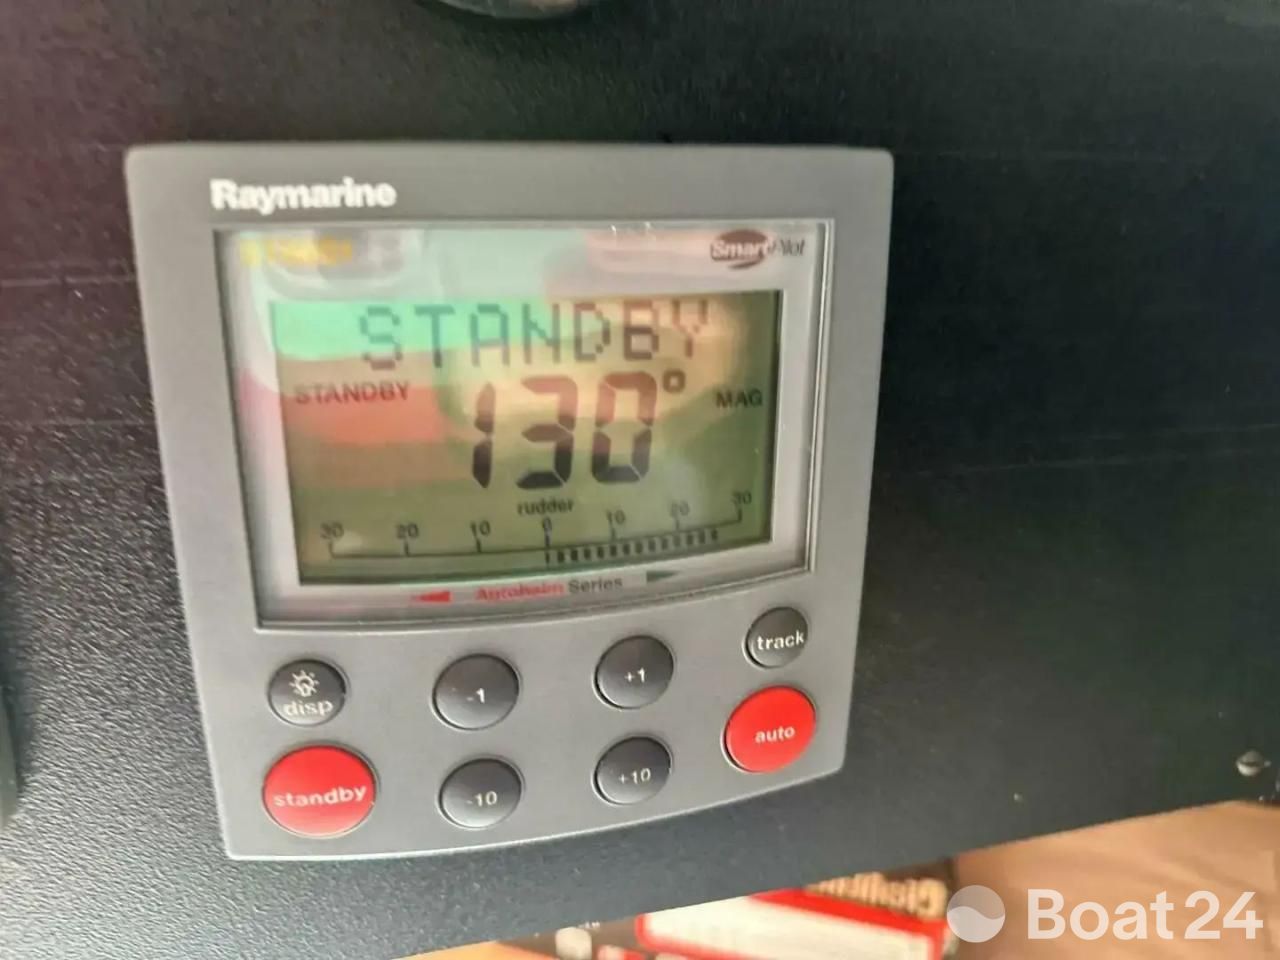 Raymarine
SmartPilot
STANDBY
STANDBY 130° MAG
rudder
30 20 10 0 10 20 30
Autohelm Series
disp -1 +1 track
standby -10 +10 auto
Boat24